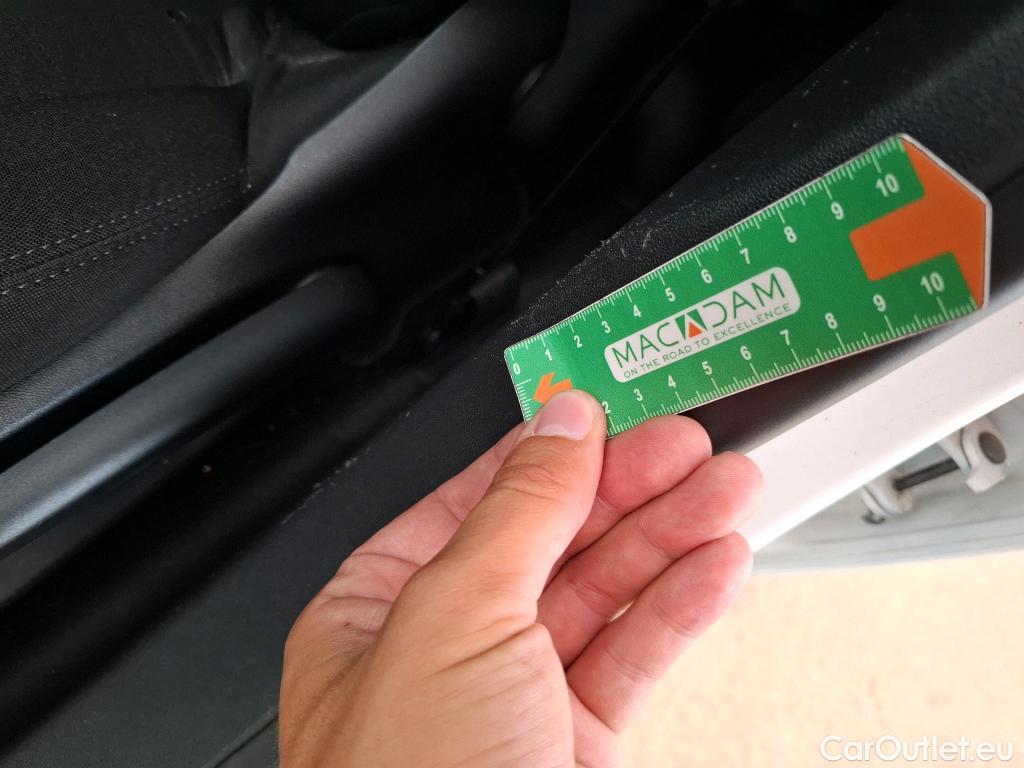 0 1 2 3 4 5 6 7 8 9 10
MACADAM
ON THE ROAD TO EXCELLENCE
2 3 4 5 6 7 8 9 10
CarOutlet.eu